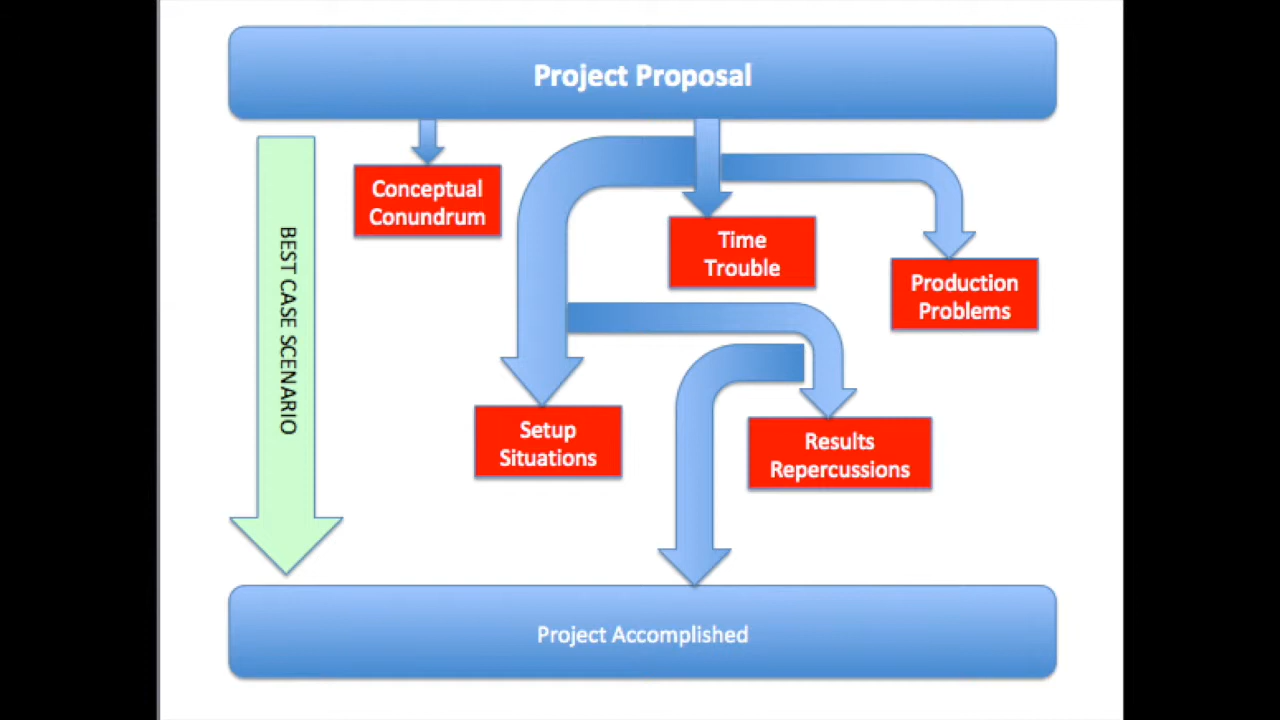 Project Proposal
Conceptual
Conundrum
Time
Trouble
Production
Problems
BEST CASE SCENARIO
Setup
Situations
Results
Repercussions
Project Accomplished